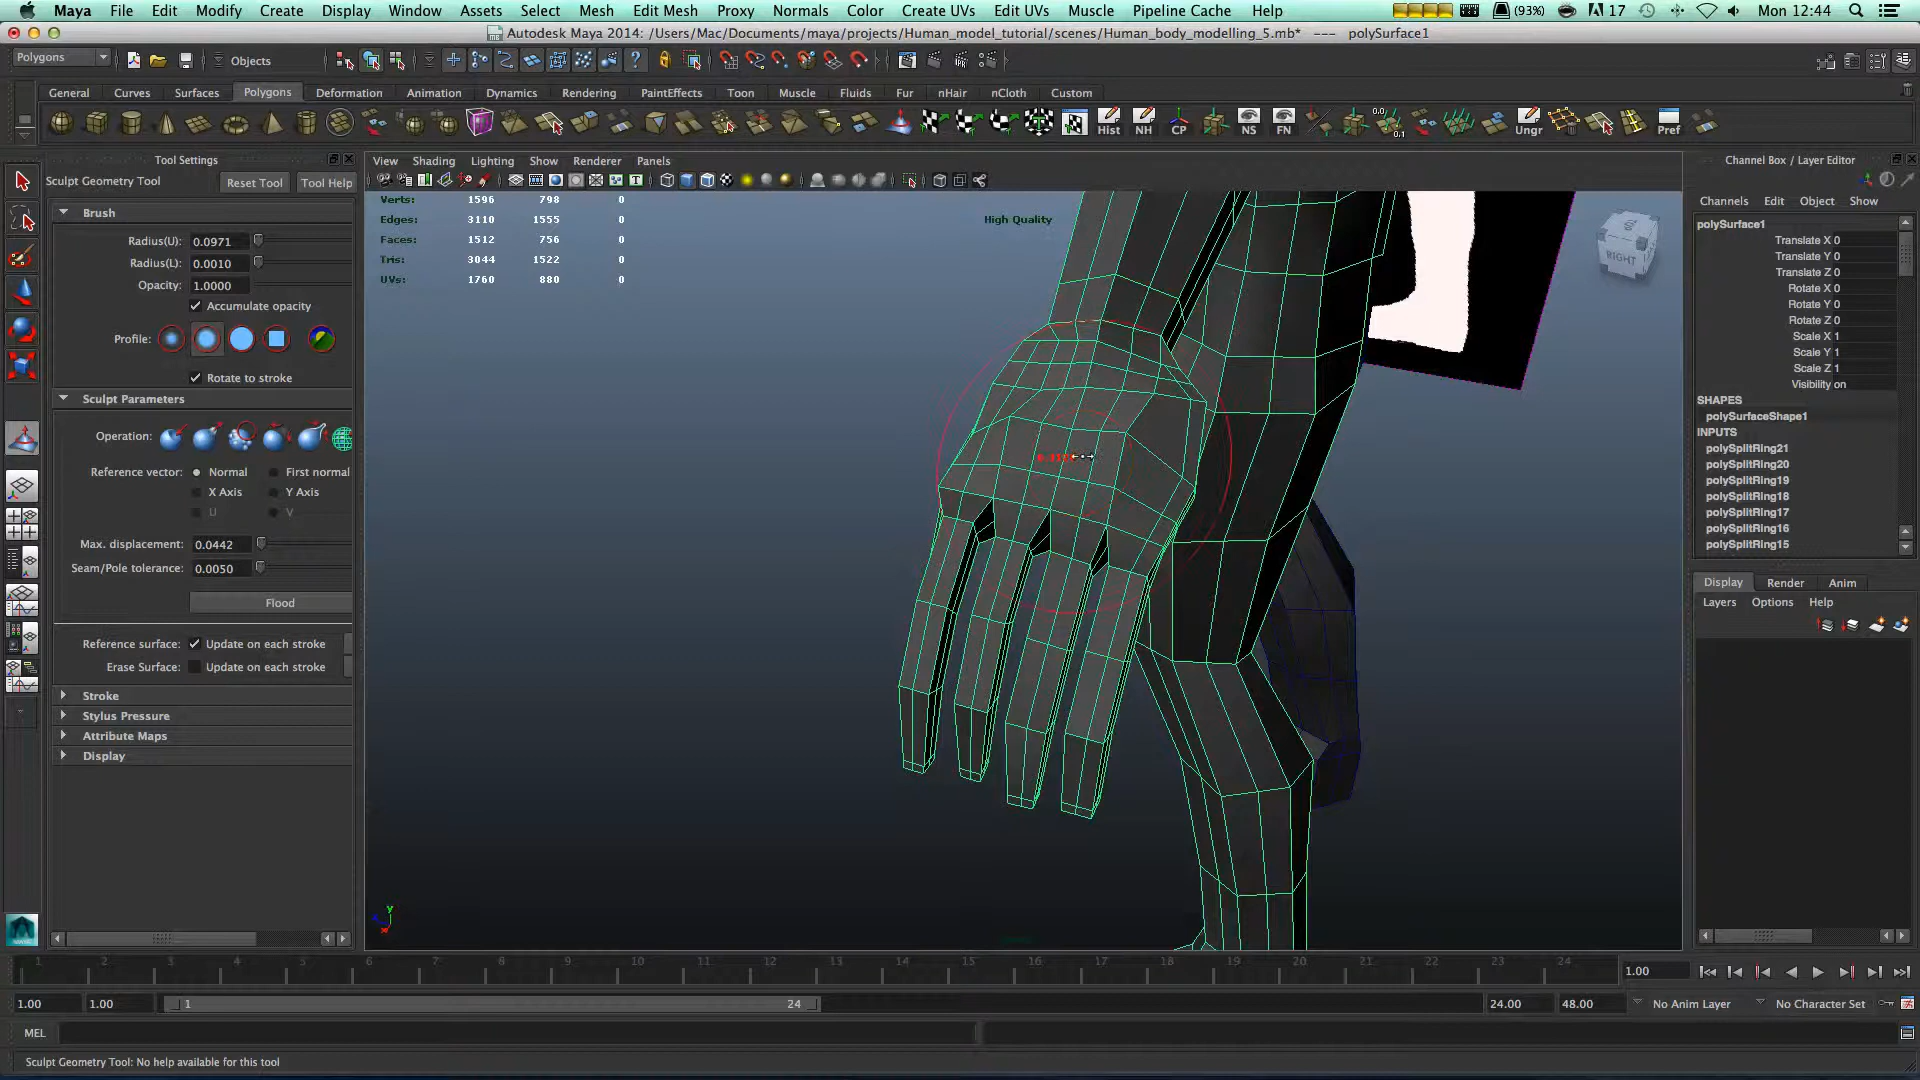 Maya File Edit Modify Create Display Window Assets Select Mesh Edit Mesh Proxy Normals Color Create UVs Edit UVs Muscle Pipeline Cache Help (93%) 17 Mon 12:44
Autodesk Maya 2014: /Users/Mac/Documents/maya/projects/Human_model_tutorial/scenes/Human_body_modelling_5.mb* --- polySurface1
Polygons Objects
General Curves Surfaces Polygons Deformation Animation Dynamics Rendering PaintEffects Toon Muscle Fluids Fur nHair nCloth Custom
Hist NH CP NS FN 0.0 0.1 Ungr Pref
Tool Settings
Sculpt Geometry Tool Reset Tool Tool Help
Brush
Radius(U): 0.0971
Radius(L): 0.0010
Opacity: 1.0000
Accumulate opacity
Profile:
Rotate to stroke
Sculpt Parameters
Operation:
Reference vector: Normal First normal
X Axis Y Axis
U V
Max. displacement: 0.0442
Seam/Pole tolerance: 0.0050
Flood
Reference surface: Update on each stroke
Erase Surface: Update on each stroke
Stroke
Stylus Pressure
Attribute Maps
Display
View Shading Lighting Show Renderer Panels
Verts: 1596 798 0
Edges: 3110 1555 0
Faces: 1512 756 0
Tris: 3044 1522 0
UVs: 1760 880 0
High Quality
RIGHT
y
x
Channel Box / Layer Editor
Channels Edit Object Show
polySurface1
Translate X 0
Translate Y 0
Translate Z 0
Rotate X 0
Rotate Y 0
Rotate Z 0
Scale X 1
Scale Y 1
Scale Z 1
Visibility on
SHAPES
polySurfaceShape1
INPUTS
polySplitRing21
polySplitRing20
polySplitRing19
polySplitRing18
polySplitRing17
polySplitRing16
polySplitRing15
Display Render Anim
Layers Options Help
1 2 3 4 5 6 7 8 9 10 11 12 13 14 15 16 17 18 19 20 21 22 23 24 1.00
1.00 1.00 1 24 24.00 48.00 No Anim Layer No Character Set
MEL
Sculpt Geometry Tool: No help available for this tool